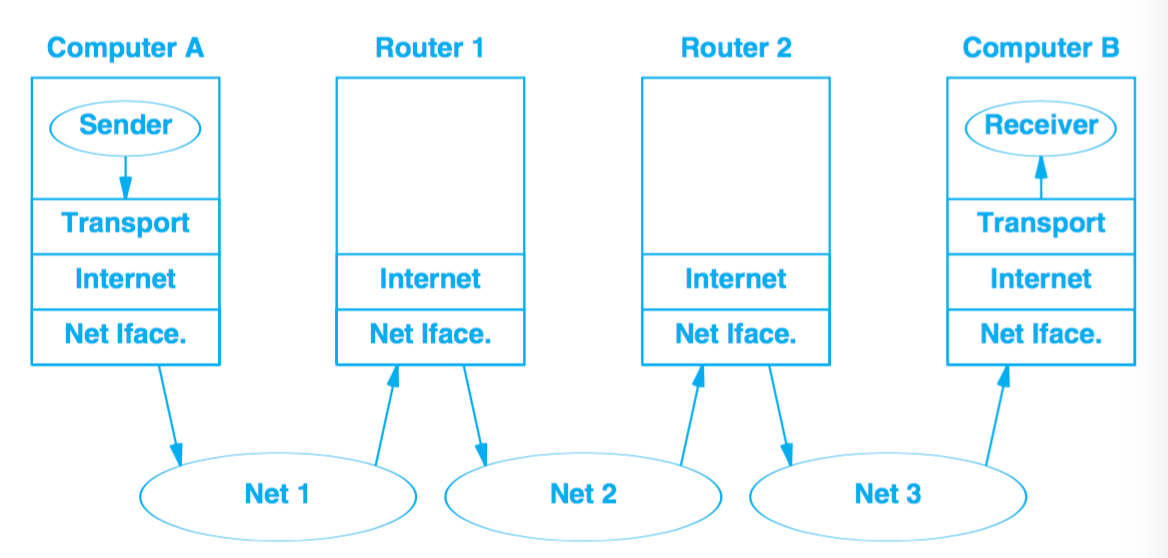 Computer A
Router 1
Router 2
Computer B
Sender
Receiver
Transport
Transport
Internet
Internet
Internet
Internet
Net Iface.
Net Iface.
Net Iface.
Net Iface.
Net 1
Net 2
Net 3